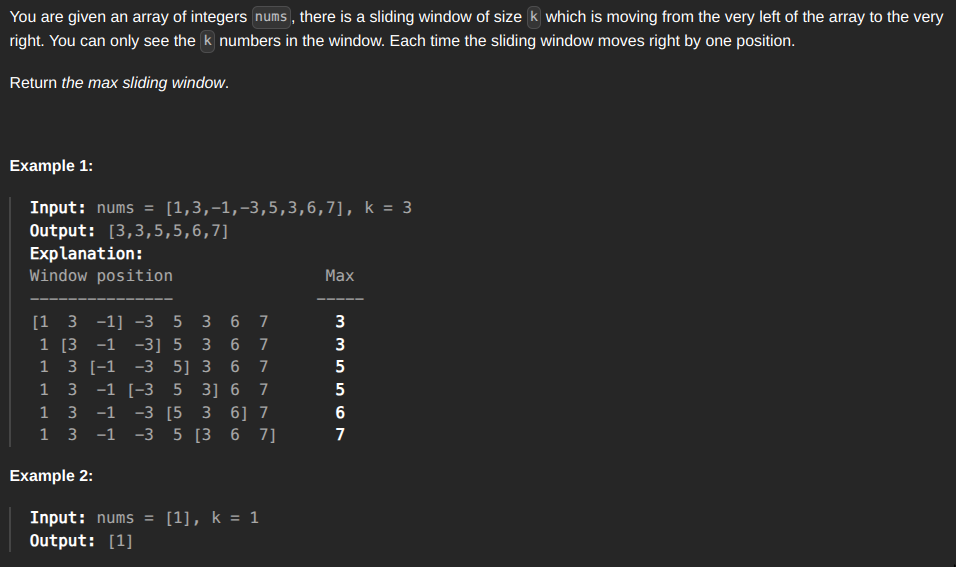 You are given an array of integers nums, there is a sliding window of size k which is moving from the very left of the array to the very
right. You can only see the k numbers in the window. Each time the sliding window moves right by one position.
Return the max sliding window.
Example 1:
Input: nums = [1,3,-1,-3,5,3,6,7], k = 3
Output: [3,3,5,5,6,7]
Explanation:
Window position                Max
---------------               -----
[1  3  -1] -3  5  3  6  7       3
 1 [3  -1  -3] 5  3  6  7       3
 1  3 [-1  -3  5] 3  6  7       5
 1  3  -1 [-3  5  3] 6  7       5
 1  3  -1  -3 [5  3  6] 7       6
 1  3  -1  -3  5 [3  6  7]      7
Example 2:
Input: nums = [1], k = 1
Output: [1]